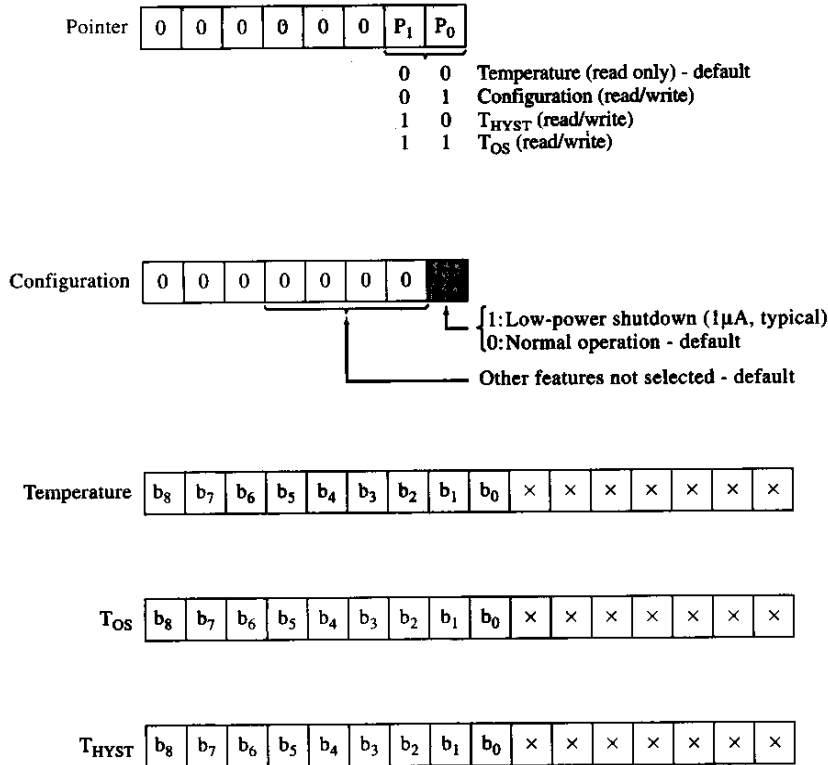 Pointer 0 0 0 0 0 0 P₁ P₀
0 0 Temperature (read only) - default
0 1 Configuration (read/write)
1 0 T_HYST (read/write)
1 1 T_OS (read/write)
Configuration 0 0 0 0 0 0 0
1:Low-power shutdown (1μA, typical)
0:Normal operation - default
Other features not selected - default
Temperature b₈ b₇ b₆ b₅ b₄ b₃ b₂ b₁ b₀ × × × × × × ×
T_OS b₈ b₇ b₆ b₅ b₄ b₃ b₂ b₁ b₀ × × × × × × ×
T_HYST b₈ b₇ b₆ b₅ b₄ b₃ b₂ b₁ b₀ × × × × × × ×